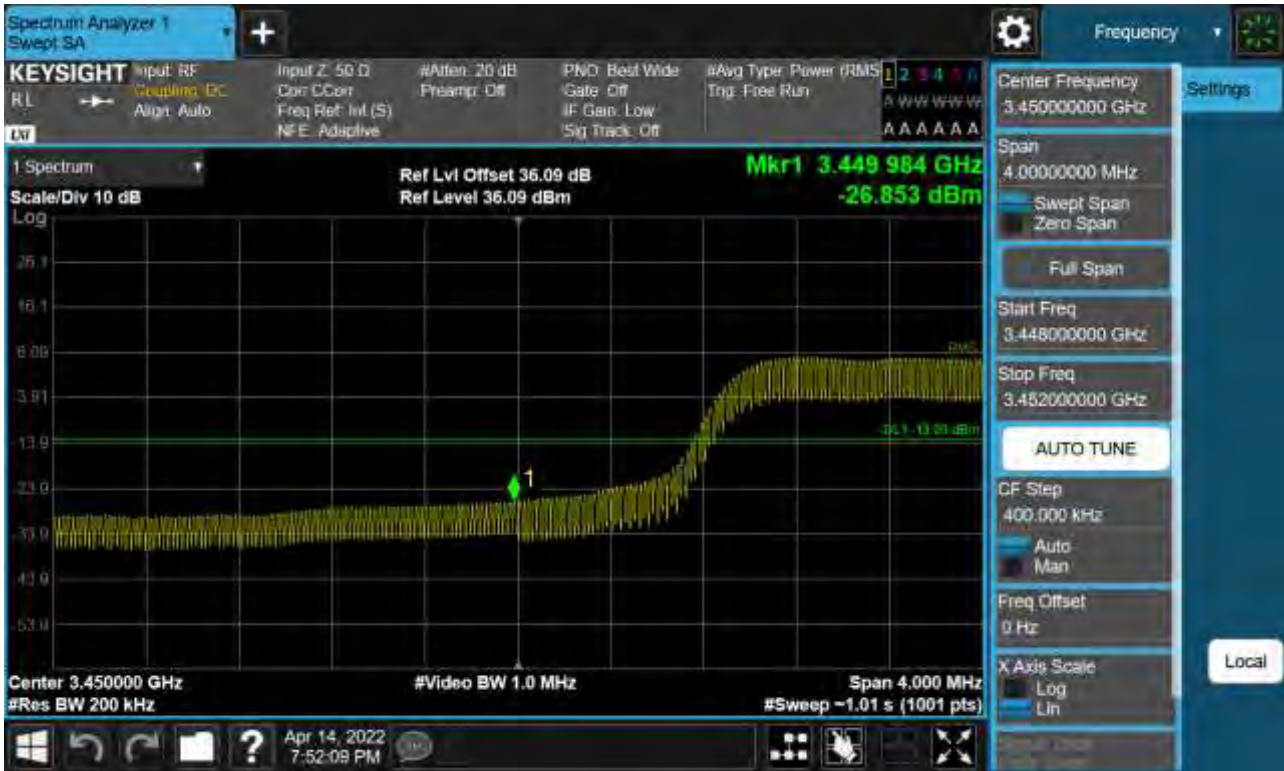 Spectrum Analyzer 1
Swept SA
+
Frequency
KEYSIGHT
RL
Input: RF
Coupling: DC
Align: Auto
Input Z: 50 Ω
Corr CCorr
Freq Ref: Int (S)
NFE: Adaptive
#Atten: 20 dB
Preamp: Off
PNO: Best Wide
Gate: Off
IF Gain: Low
Sig Track: Off
#Avg Type: Power (RMS
Trig: Free Run
1 2 3 4 5 6
A W W W W W
A A A A A A
LXI
1 Spectrum
Scale/Div 10 dB
Log
Ref Lvl Offset 36.09 dB
Ref Level 36.09 dBm
Mkr1 3.449 984 GHz
-26.853 dBm
26.1
16.1
6.09
-3.91
-13.9
-23.9
-33.9
-43.9
-53.9
RMS
DL1 -13.00 dBm
1
Center 3.450000 GHz
#Res BW 200 kHz
#Video BW 1.0 MHz
Span 4.000 MHz
#Sweep ~1.01 s (1001 pts)
Center Frequency
3.450000000 GHz
Span
4.00000000 MHz
Swept Span
Zero Span
Full Span
Start Freq
3.448000000 GHz
Stop Freq
3.452000000 GHz
AUTO TUNE
CF Step
400.000 kHz
Auto
Man
Freq Offset
0 Hz
X Axis Scale
Log
Lin
Settings
Local
?
Apr 14, 2022
7:52:09 PM